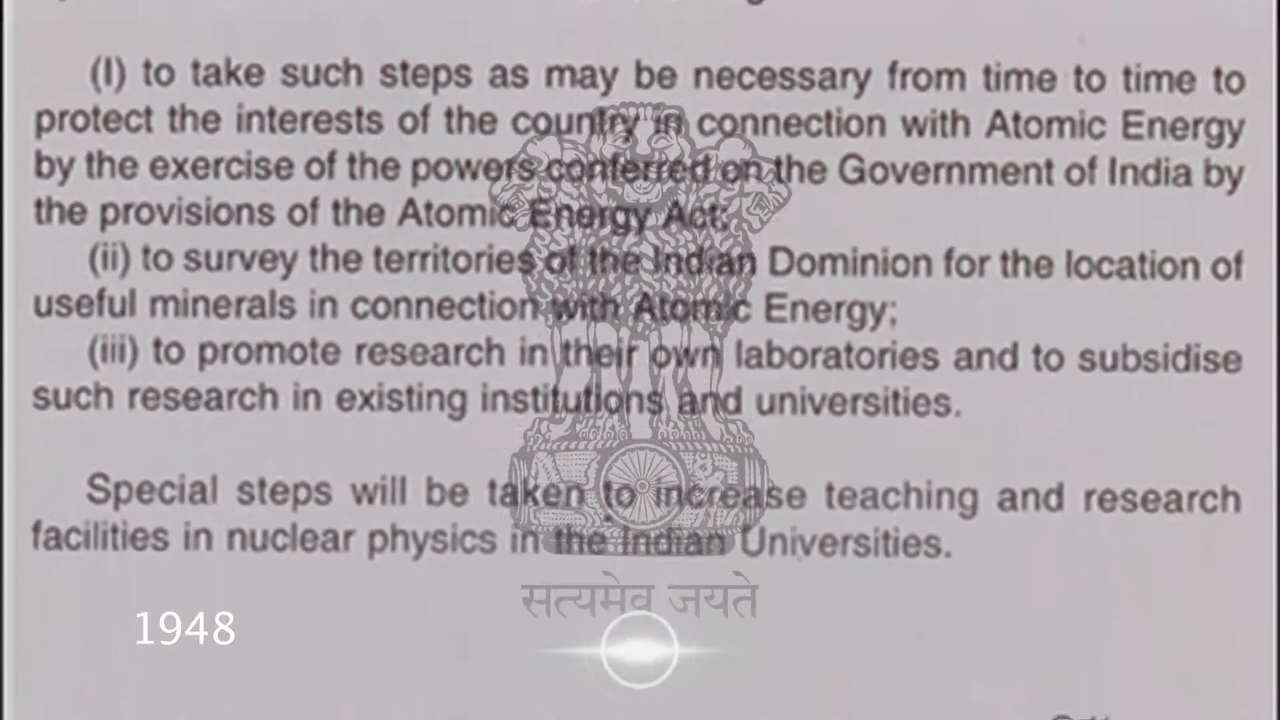 (I) to take such steps as may be necessary from time to time to
protect the interests of the country in connection with Atomic Energy
by the exercise of the powers conferred on the Government of India by
the provisions of the Atomic Energy Act;
(ii) to survey the territories of the Indian Dominion for the location of
useful minerals in connection with Atomic Energy;
(iii) to promote research in their own laboratories and to subsidise
such research in existing institutions and universities.
Special steps will be taken to increase teaching and research
facilities in nuclear physics in the Indian Universities.
सत्यमेव जयते
1948